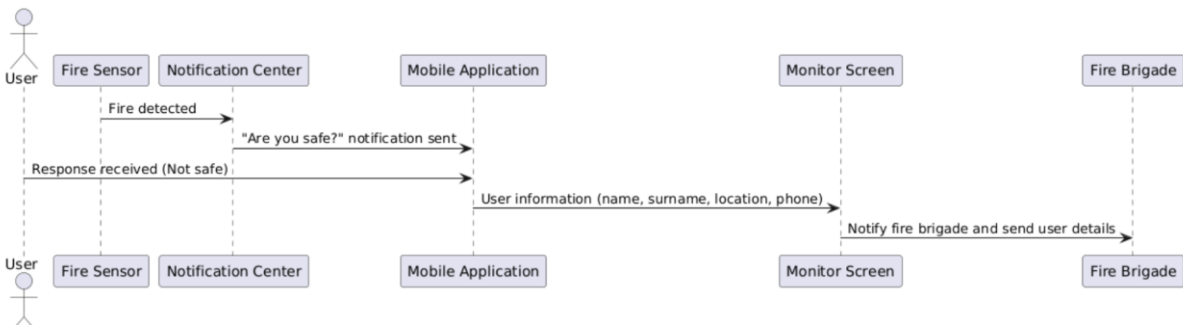 User
Fire Sensor
Notification Center
Mobile Application
Monitor Screen
Fire Brigade
Fire detected
"Are you safe?" notification sent
Response received (Not safe)
User information (name, surname, location, phone)
Notify fire brigade and send user details
User
Fire Sensor
Notification Center
Mobile Application
Monitor Screen
Fire Brigade